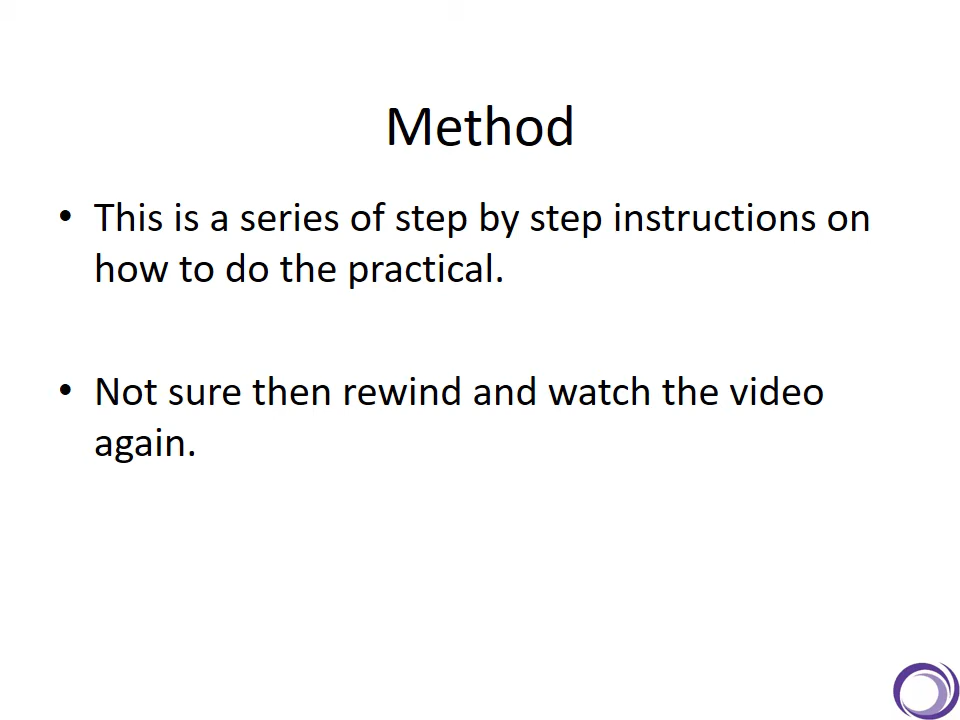 Method
• This is a series of step by step instructions on
how to do the practical.
• Not sure then rewind and watch the video
again.